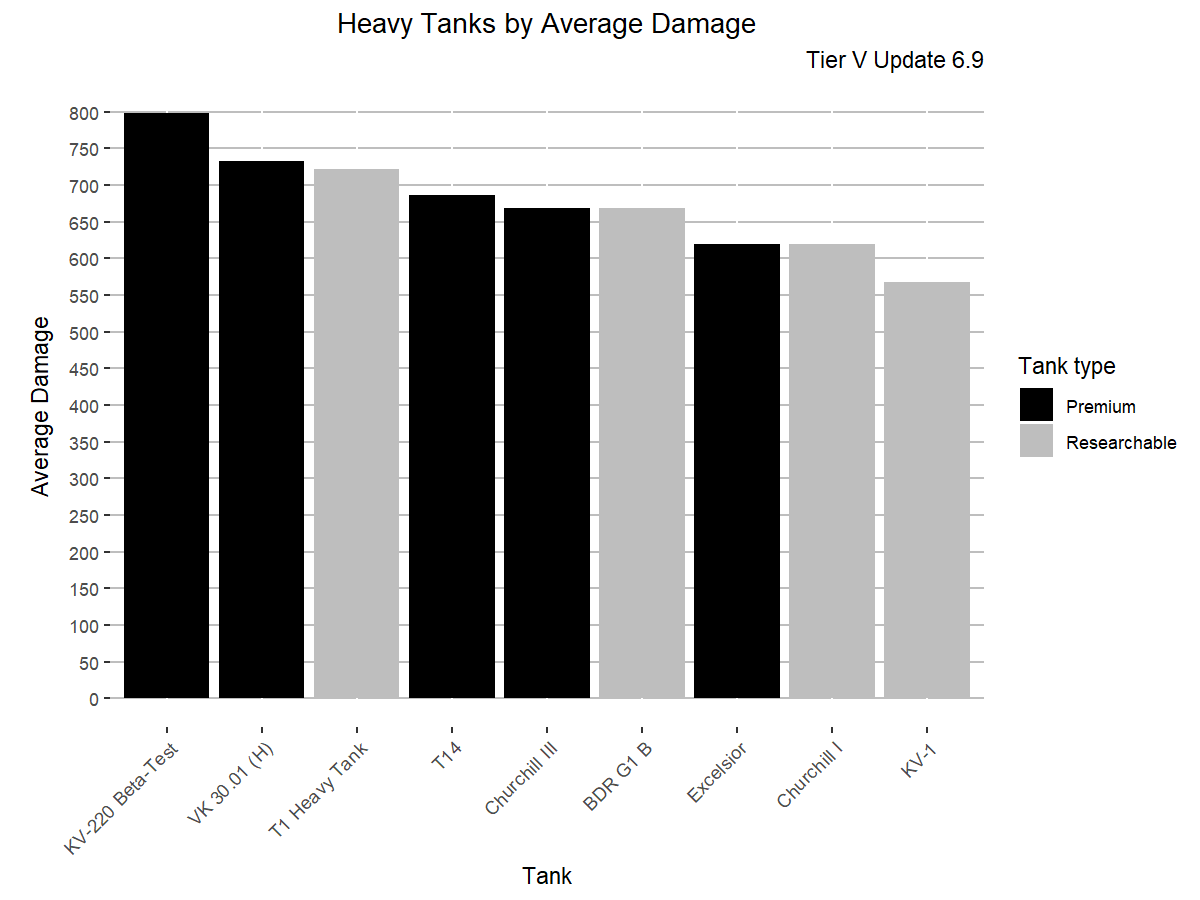 Heavy Tanks by Average Damage
Tier V Update 6.9
Average Damage
800
750
700
650
600
550
500
450
400
350
300
250
200
150
100
50
0
KV-220 Beta-Test
VK 30.01 (H)
T1 Heavy Tank
T14
Churchill III
BDR G1 B
Excelsior
Churchill I
KV-1
Tank
Tank type
Premium
Researchable